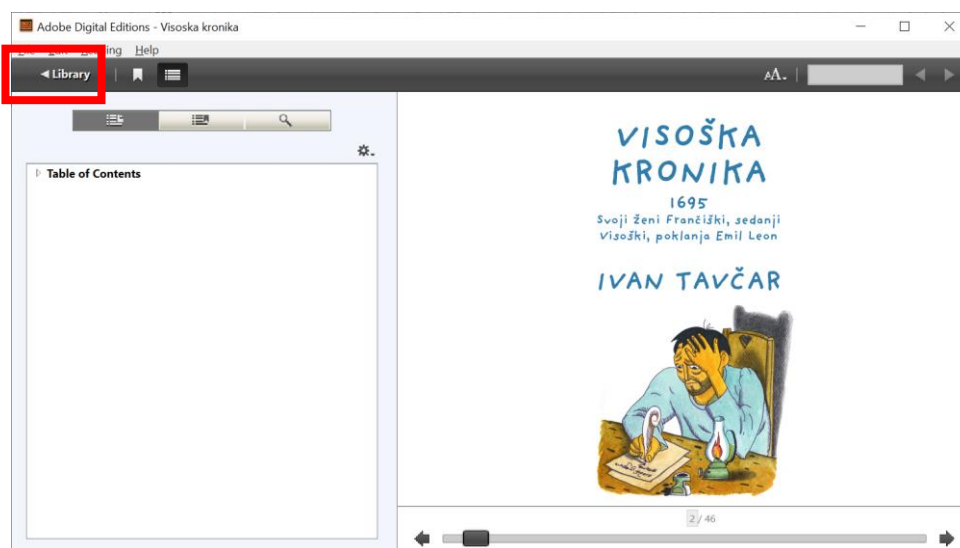 Adobe Digital Editions - Visoska kronika
Help
Library
Table of Contents
VISOŠKA
KRONIKA
1695
Svoji ženi Frančiški, sedanji
Visoški, poklanja Emil Leon
IVAN TAVČAR
2 / 46